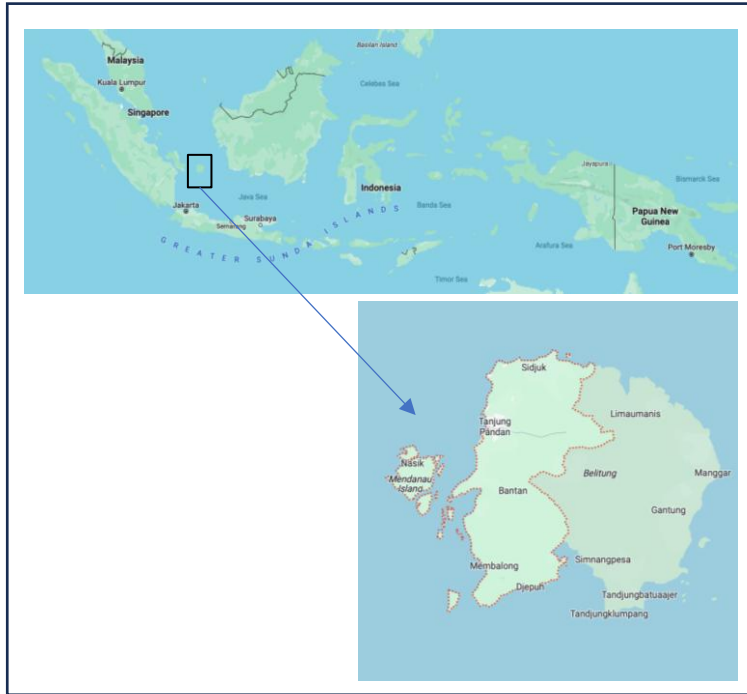 Basilan Island
Malaysia
Kuala Lumpur
Celebes Sea
Singapore
Jayapura
Bismarck Sea
Indonesia
Java Sea
Banda Sea
Jakarta
Surabaya
Semarang
Papua New
Guinea
GREATER SUNDA ISLANDS
Arafura Sea
Port Moresby
Timor Sea
Sidjuk
Limaumanis
Tanjung
Pandan
Nasik
Mendanau
Island
Belitung
Manggar
Bantan
Gantung
Simnangpesa
Membalong
Djepuh
Tandjungbatuaajer
Tandjungklumpang